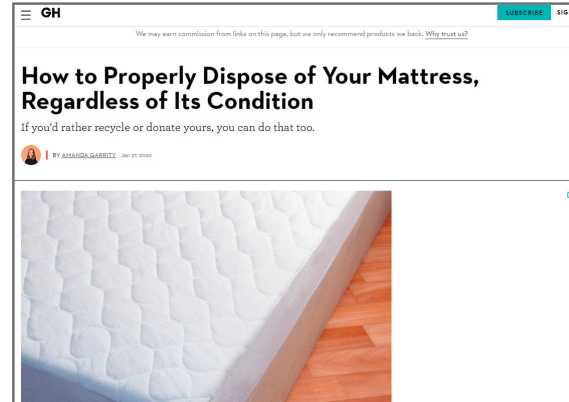 GH
SUBSCRIBE SIG
We may earn commission from links on this page, but we only recommend products we back. Why trust us?
How to Properly Dispose of Your Mattress,
Regardless of Its Condition
If you'd rather recycle or donate yours, you can do that too.
BY AMANDA GARRITY Jan 27, 2020